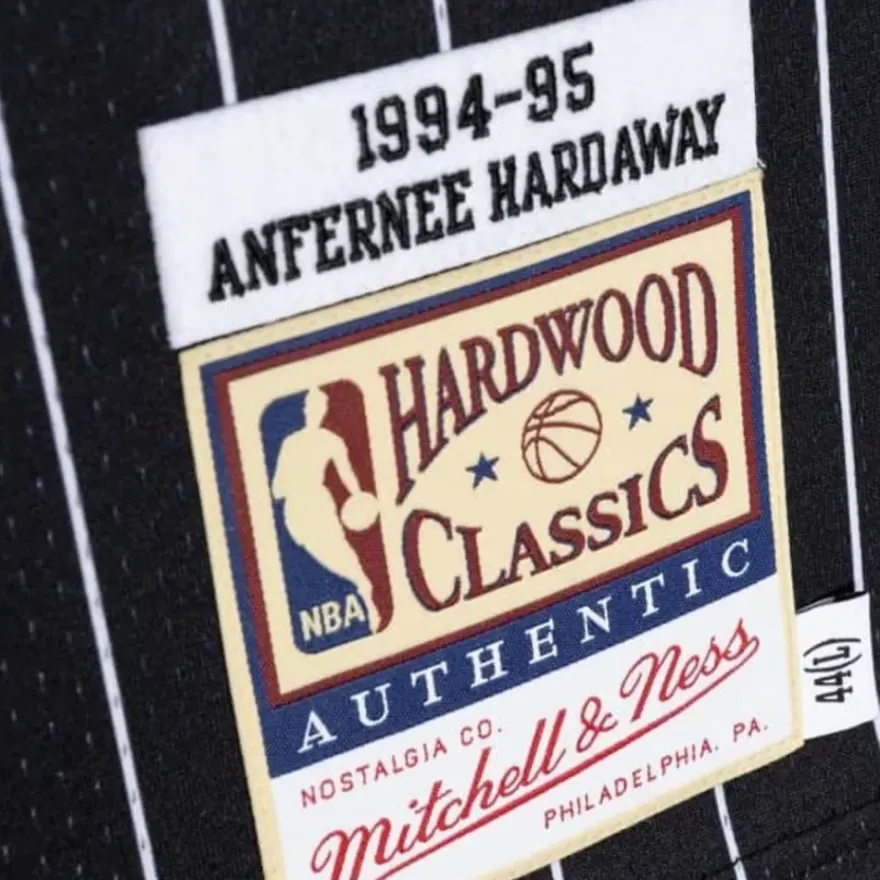 1994-95
ANFERNEE HARDAWAY
HARDWOOD
CLASSICS
NBA
AUTHENTIC
NOSTALGIA CO.
Mitchell & Ness
PHILADELPHIA. PA.
44(L)